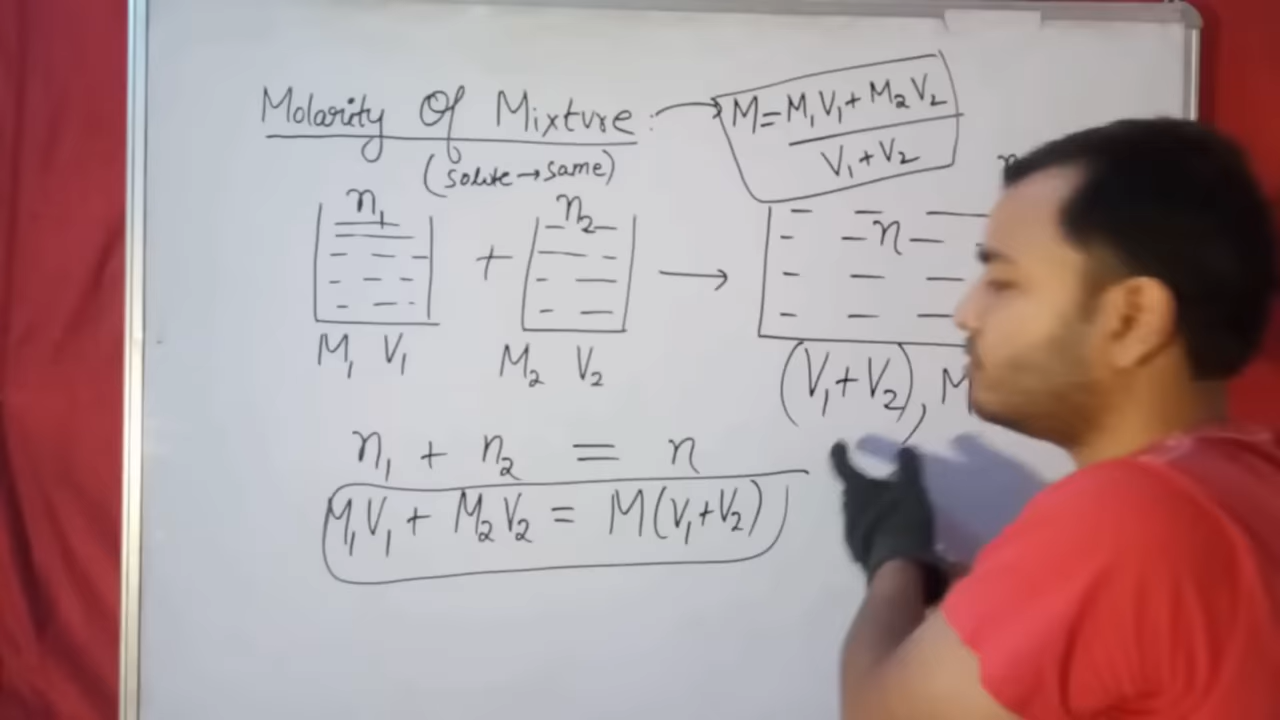 Molarity Of Mixture :→ M = M₁V₁ + M₂V₂ / V₁ + V₂
(Solute → same)
n₁ + n₂ → n
M₁ V₁ M₂ V₂ (V₁+V₂), M
n₁ + n₂ = n
M₁V₁ + M₂V₂ = M(V₁+V₂)